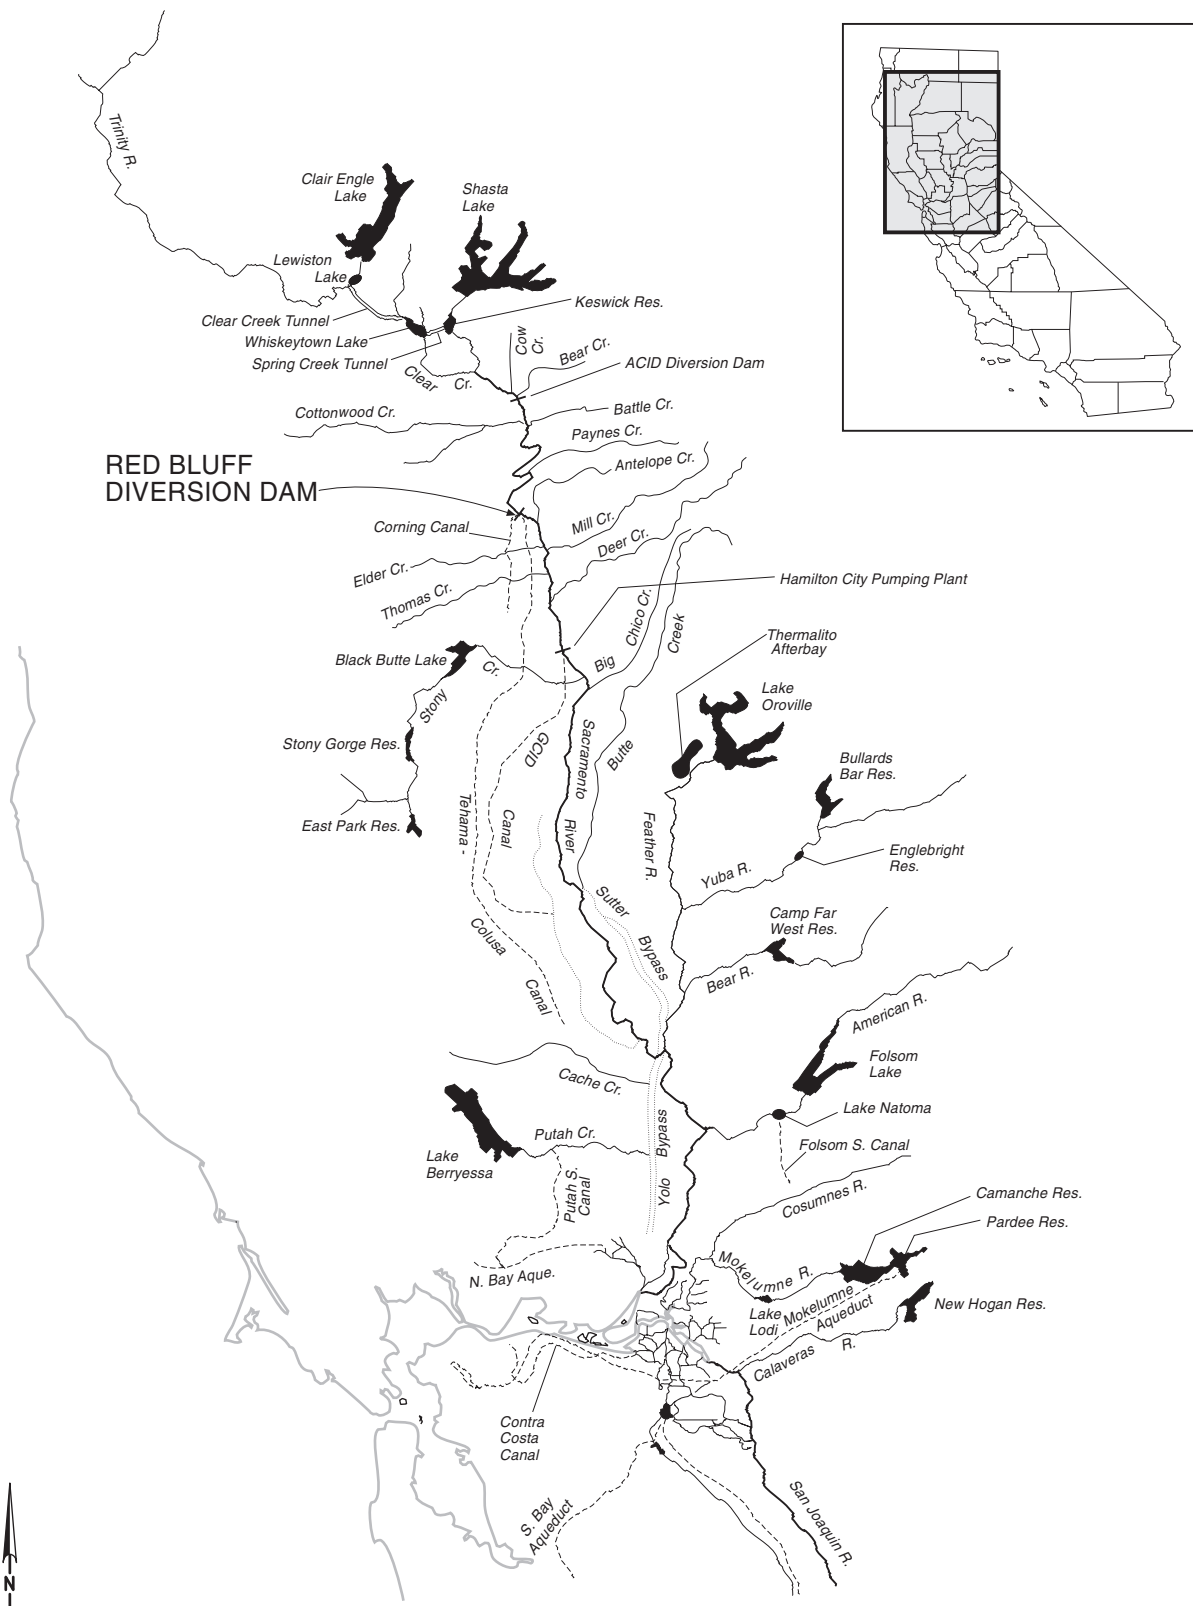 Trinity R.
Clair Engle
Lake
Shasta
Lake
Lewiston
Lake
Keswick Res.
Clear Creek Tunnel
Whiskeytown Lake
Spring Creek Tunnel
Cow
Cr.
Bear Cr.
Clear Cr.
ACID Diversion Dam
Cottonwood Cr.
Battle Cr.
Paynes Cr.
Antelope Cr.
RED BLUFF
DIVERSION DAM
Corning Canal
Mill Cr.
Deer Cr.
Elder Cr.
Thomas Cr.
Hamilton City Pumping Plant
Big Chico Cr.
Butte Creek
Thermalito
Afterbay
Black Butte Lake
Stony Cr.
Lake
Oroville
Stony Gorge Res.
GCID Canal
Sacramento River
Bullards
Bar Res.
East Park Res.
Tehama - Colusa Canal
Feather R.
Englebright
Res.
Yuba R.
Sutter Bypass
Camp Far
West Res.
Bear R.
American R.
Folsom
Lake
Cache Cr.
Lake Natoma
Putah Cr.
Yolo Bypass
Folsom S. Canal
Lake
Berryessa
Putah S.
Canal
Cosumnes R.
Camanche Res.
Pardee Res.
N. Bay Aque.
Mokelumne R.
Lake
Lodi
Mokelumne
Aqueduct
New Hogan Res.
Calaveras R.
Contra
Costa
Canal
S. Bay
Aqueduct
San Joaquin R.
N